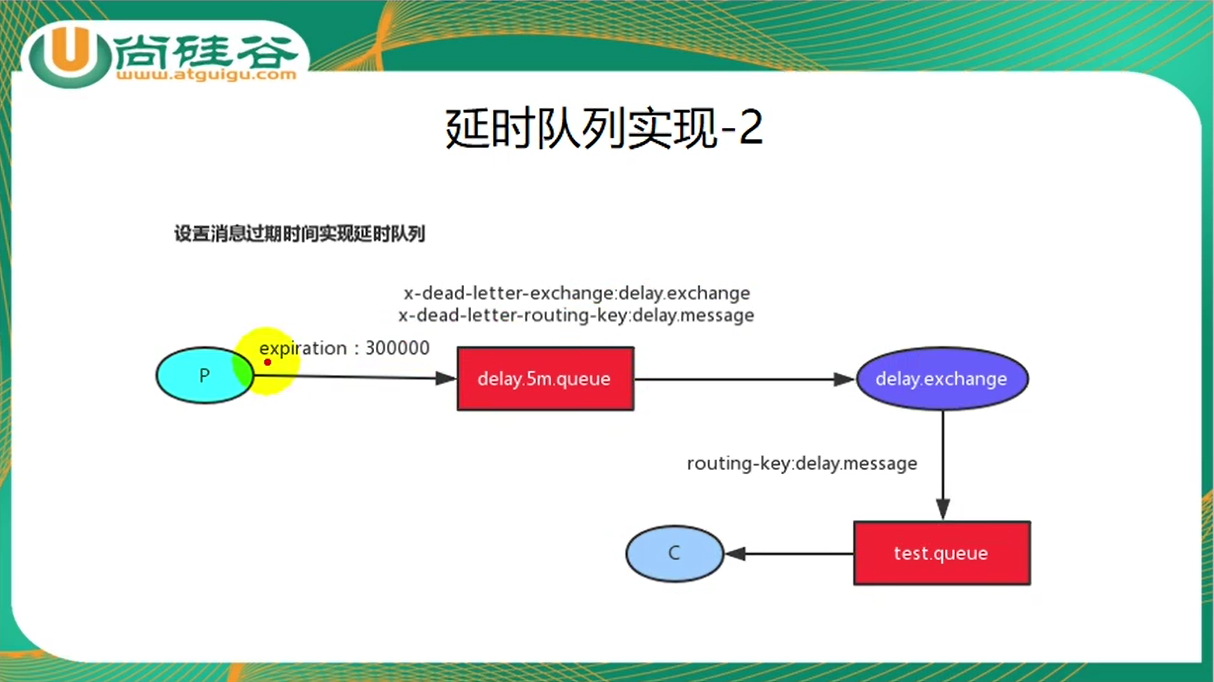 尚硅谷
www.atguigu.com
延时队列实现-2
设置消息过期时间实现延时队列
x-dead-letter-exchange:delay.exchange
x-dead-letter-routing-key:delay.message
expiration：300000
P
delay.5m.queue
delay.exchange
routing-key:delay.message
C
test.queue